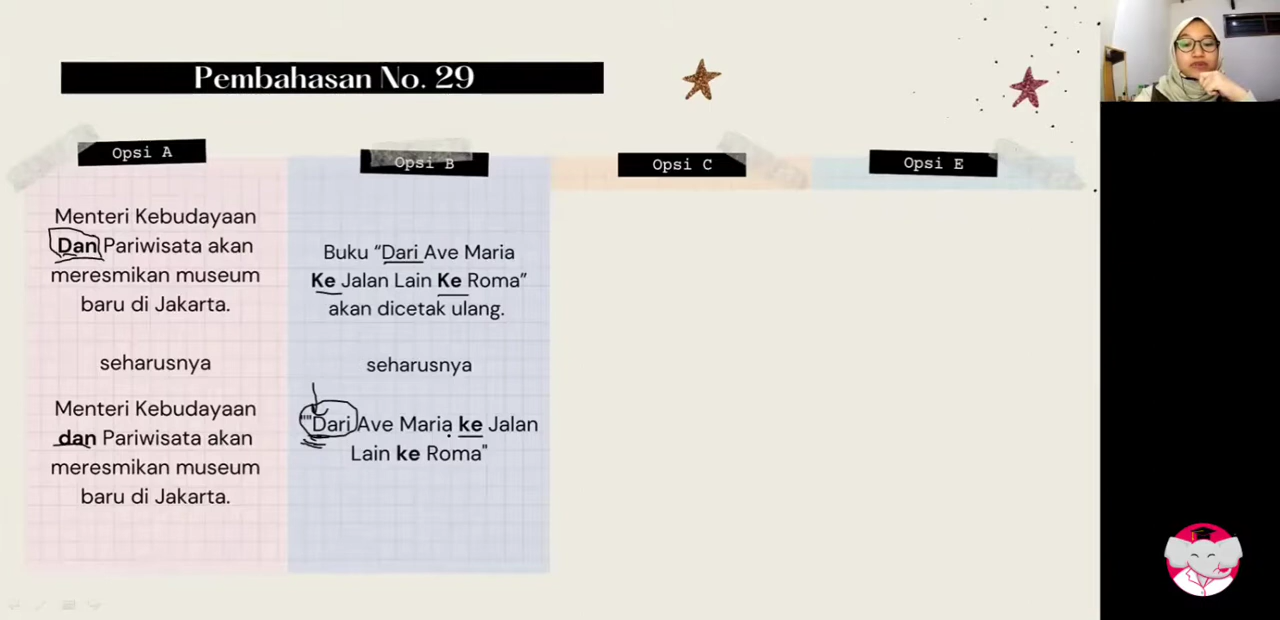 Pembahasan No. 29
Opsi A
Menteri Kebudayaan
Dan Pariwisata akan
meresmikan museum
baru di Jakarta.
seharusnya
Menteri Kebudayaan
dan Pariwisata akan
meresmikan museum
baru di Jakarta.
Opsi B
Buku “Dari Ave Maria
Ke Jalan Lain Ke Roma”
akan dicetak ulang.
seharusnya
""Dari Ave Maria ke Jalan
Lain ke Roma"
Opsi C
Opsi E